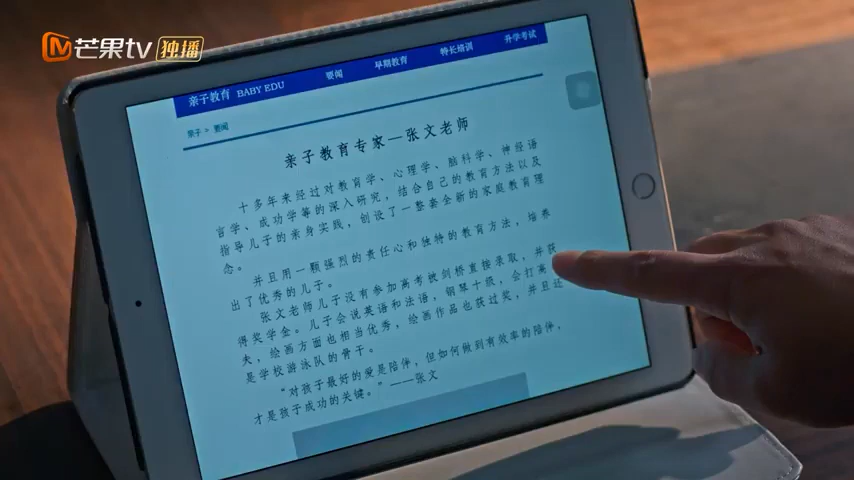 芒果tv 独播
亲子教育 BABY EDU 要闻 早期教育 特长培训 升学考试
亲子 > 要闻
亲子教育专家—张文老师
十多年来经过对教育学、心理学、脑科学、神经语
言学、成功学等的深入研究，结合自己的教育方法以及
指导儿子的亲身实践，创设了一整套全新的家庭教育理
念。
并且用一颗强烈的责任心和独特的教育方法，培养
出了优秀的儿子。
张文老师儿子没有参加高考被剑桥直接录取，并获
得奖学金。儿子会说英语和法语，钢琴十级，会打高尔
夫，绘画方面也相当优秀，绘画作品也获过奖，并且还
是学校游泳队的骨干。
“对孩子最好的爱是陪伴，但如何做到有效率的陪伴，
才是孩子成功的关键。”——张文